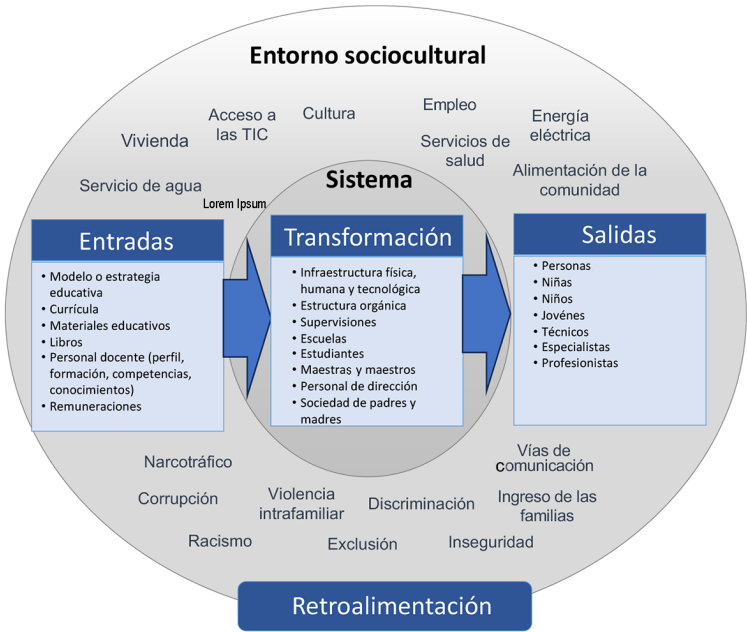 Entorno sociocultural
Vivienda
Acceso a
las TIC
Cultura
Empleo
Servicios de
salud
Energía
eléctrica
Servicio de agua
Alimentación de la
comunidad
Sistema
Lorem Ipsum
Entradas
• Modelo o estrategia
educativa
• Currícula
• Materiales educativos
• Libros
• Personal docente (perfil,
formación, competencias,
conocimientos)
• Remuneraciones
Transformación
• Infraestructura física,
humana y tecnológica
• Estructura orgánica
• Supervisiones
• Escuelas
• Estudiantes
• Maestras y maestros
• Personal de dirección
• Sociedad de padres y
madres
Salidas
• Personas
• Niñas
• Niños
• Jovénes
• Técnicos
• Especialistas
• Profesionistas
Narcotráfico
Corrupción
Violencia
intrafamiliar
Discriminación
Vías de
comunicación
Ingreso de las
familias
Racismo
Exclusión
Inseguridad
Retroalimentación